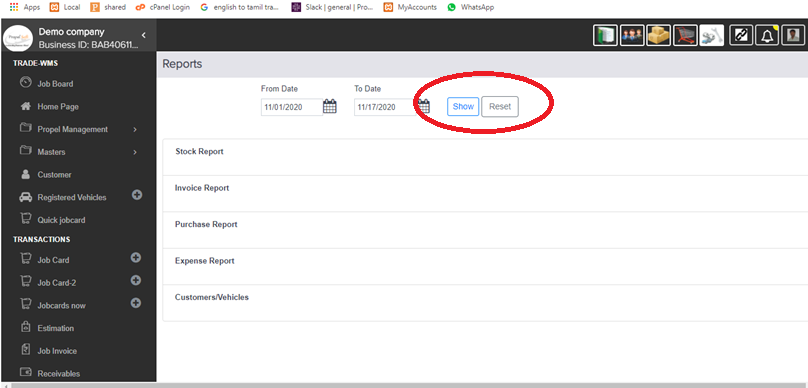 Apps Local shared cPanel Login english to tamil tra... Slack | general | Pro... MyAccounts WhatsApp
Demo company
Business ID: BAB40611...
TRADE-WMS
Job Board
Home Page
Propel Management
Masters
Customer
Registered Vehicles
Quick jobcard
TRANSACTIONS
Job Card
Job Card-2
Jobcards now
Estimation
Job Invoice
Receivables
Reports
From Date To Date
11/01/2020 11/17/2020 Show Reset
Stock Report
Invoice Report
Purchase Report
Expense Report
Customers/Vehicles